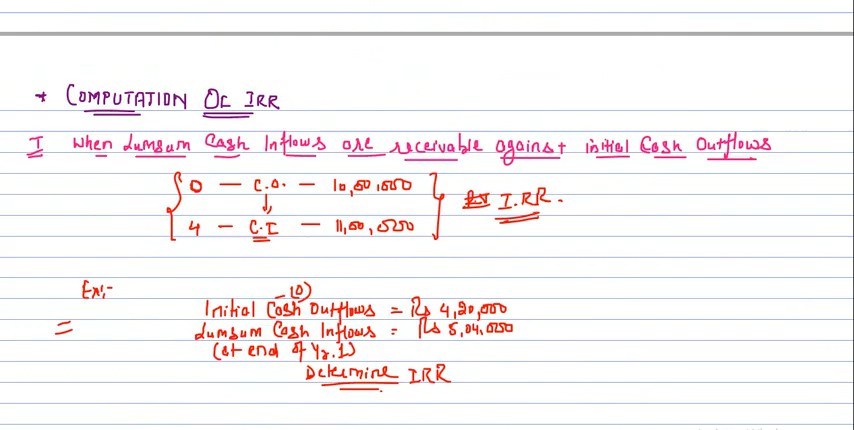 * COMPUTATION OF IRR
I When Lumsum Cash Inflows are receivable against initial Cash Outflows
0 - C.O. - 10,00,000
4 - C.I - 11,00,000
I.RR.
Ex:-
(0)
Initial Cash Outflows = Rs 4,20,000
Lumsum Cash Inflows = Rs 5,04,000
(at end of Yr.1)
Determine IRR